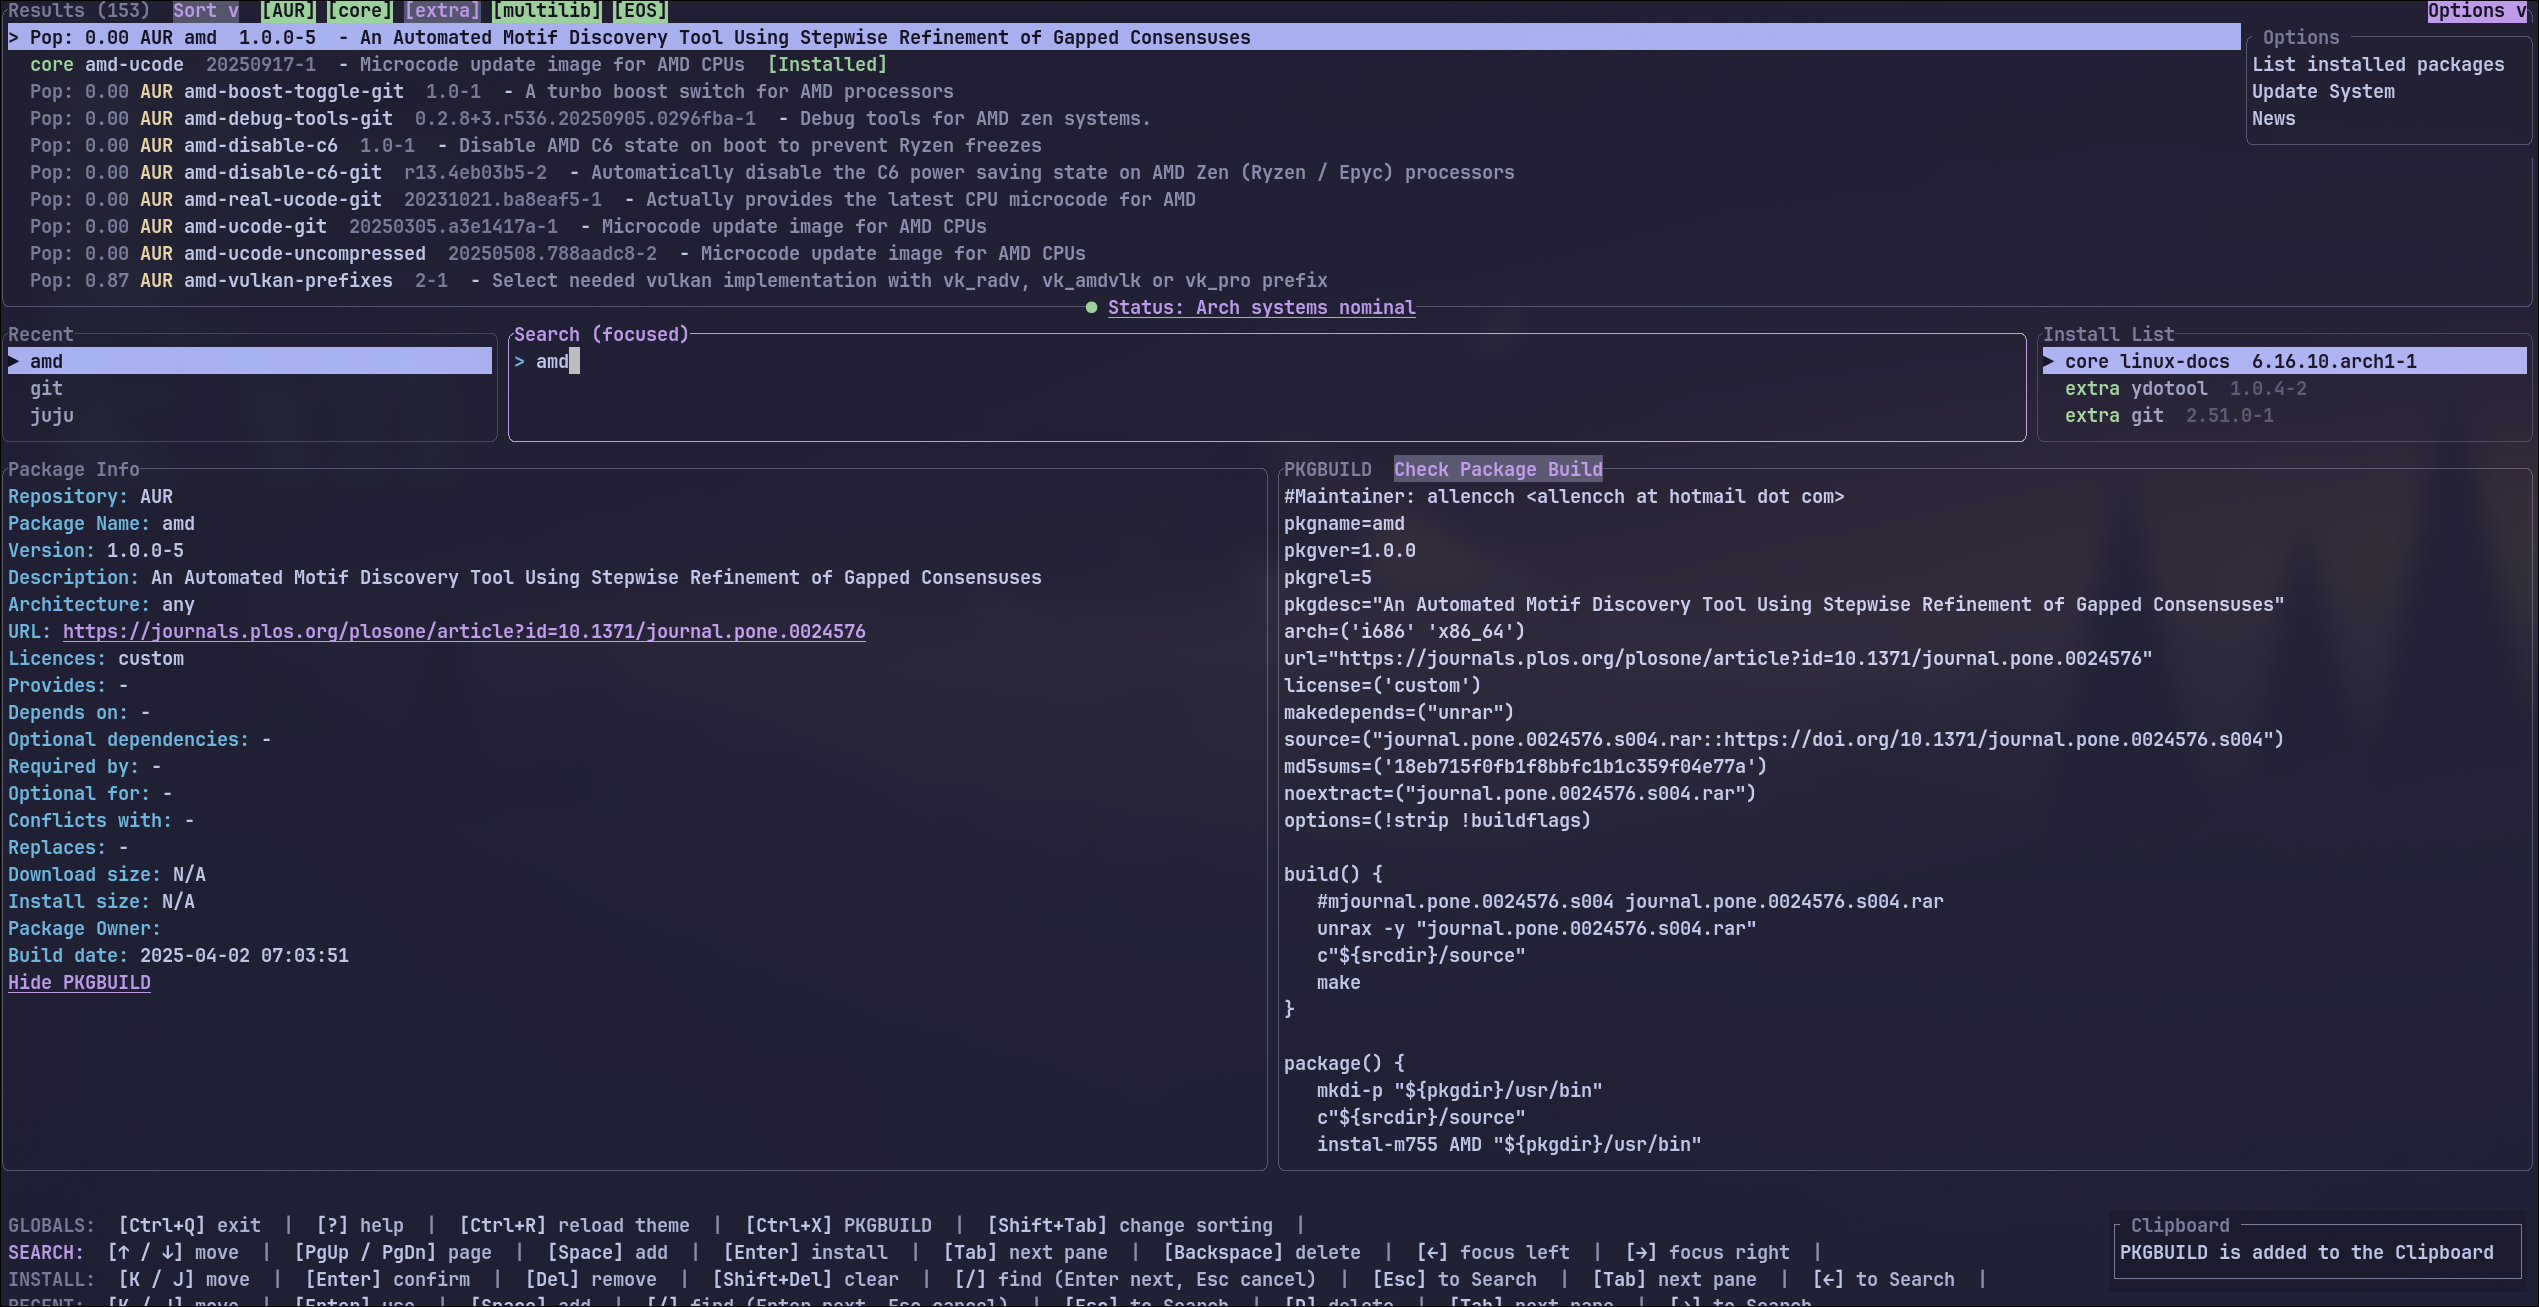 Results (153)  Sort v  [AUR] [core] [extra] [multilib] [EOS]
Options v
> Pop: 0.00 AUR amd  1.0.0-5  - An Automated Motif Discovery Tool Using Stepwise Refinement of Gapped Consensuses
core amd-ucode  20250917-1  - Microcode update image for AMD CPUs  [Installed]
Pop: 0.00 AUR amd-boost-toggle-git  1.0-1  - A turbo boost switch for AMD processors
Pop: 0.00 AUR amd-debug-tools-git  0.2.8+3.r536.20250905.0296fba-1  - Debug tools for AMD zen systems.
Pop: 0.00 AUR amd-disable-c6  1.0-1  - Disable AMD C6 state on boot to prevent Ryzen freezes
Pop: 0.00 AUR amd-disable-c6-git  r13.4eb03b5-2  - Automatically disable the C6 power saving state on AMD Zen (Ryzen / Epyc) processors
Pop: 0.00 AUR amd-real-ucode-git  20231021.ba8eaf5-1  - Actually provides the latest CPU microcode for AMD
Pop: 0.00 AUR amd-ucode-git  20250305.a3e1417a-1  - Microcode update image for AMD CPUs
Pop: 0.00 AUR amd-ucode-uncompressed  20250508.788aadc8-2  - Microcode update image for AMD CPUs
Pop: 0.87 AUR amd-vulkan-prefixes  2-1  - Select needed vulkan implementation with vk_radv, vk_amdvlk or vk_pro prefix
Options
List installed packages
Update System
News
● Status: Arch systems nominal
Recent
▶ amd
git
juju
Search (focused)
> amd
Install List
▶ core linux-docs  6.16.10.arch1-1
extra ydotool  1.0.4-2
extra git  2.51.0-1
Package Info
Repository: AUR
Package Name: amd
Version: 1.0.0-5
Description: An Automated Motif Discovery Tool Using Stepwise Refinement of Gapped Consensuses
Architecture: any
URL: https://journals.plos.org/plosone/article?id=10.1371/journal.pone.0024576
Licences: custom
Provides: -
Depends on: -
Optional dependencies: -
Required by: -
Optional for: -
Conflicts with: -
Replaces: -
Download size: N/A
Install size: N/A
Package Owner:
Build date: 2025-04-02 07:03:51
Hide PKGBUILD
PKGBUILD  Check Package Build
#Maintainer: allencch <allencch at hotmail dot com>
pkgname=amd
pkgver=1.0.0
pkgrel=5
pkgdesc="An Automated Motif Discovery Tool Using Stepwise Refinement of Gapped Consensuses"
arch=('i686' 'x86_64')
url="https://journals.plos.org/plosone/article?id=10.1371/journal.pone.0024576"
license=('custom')
makedepends=("unrar")
source=("journal.pone.0024576.s004.rar::https://doi.org/10.1371/journal.pone.0024576.s004")
md5sums=('18eb715f0fb1f8bbfc1b1c359f04e77a')
noextract=("journal.pone.0024576.s004.rar")
options=(!strip !buildflags)
build() {
#mjournal.pone.0024576.s004 journal.pone.0024576.s004.rar
unrax -y "journal.pone.0024576.s004.rar"
c"${srcdir}/source"
make
}
package() {
mkdi-p "${pkgdir}/usr/bin"
c"${srcdir}/source"
instal-m755 AMD "${pkgdir}/usr/bin"
GLOBALS:  [Ctrl+Q] exit  |  [?] help  |  [Ctrl+R] reload theme  |  [Ctrl+X] PKGBUILD  |  [Shift+Tab] change sorting  |
SEARCH:  [↑ / ↓] move  |  [PgUp / PgDn] page  |  [Space] add  |  [Enter] install  |  [Tab] next pane  |  [Backspace] delete  |  [←] focus left  |  [→] focus right  |
INSTALL:  [K / J] move  |  [Enter] confirm  |  [Del] remove  |  [Shift+Del] clear  |  [/] find (Enter next, Esc cancel)  |  [Esc] to Search  |  [Tab] next pane  |  [←] to Search  |
RECENT:  [K / J] move  |  [Enter] use  |  [Space] add  |  [/] find (Enter next, Esc cancel)  |  [Esc] to Search  |  [D] delete  |  [Tab] next pane  |  [→] to Search
Clipboard
PKGBUILD is added to the Clipboard